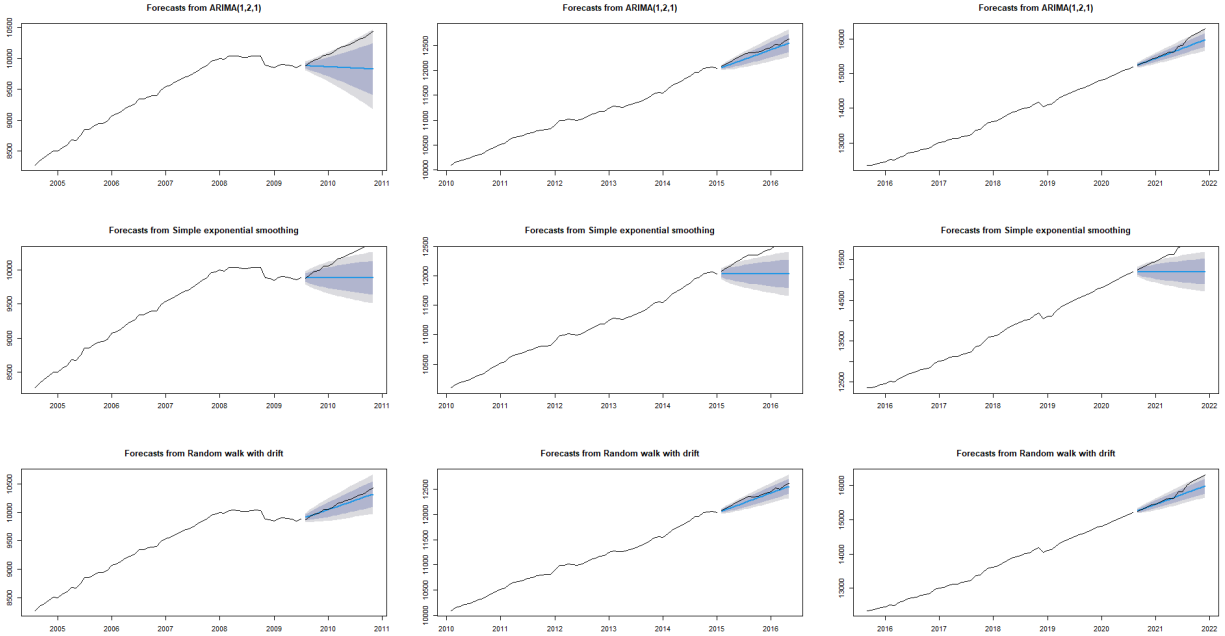 Forecasts from ARIMA(1,2,1)
10500
10000
9500
9000
8500
2005 2006 2007 2008 2009 2010 2011
Forecasts from ARIMA(1,2,1)
12500
12000
11500
11000
10500
10000
2010 2011 2012 2013 2014 2015 2016
Forecasts from ARIMA(1,2,1)
16000
15000
14000
13000
2016 2017 2018 2019 2020 2021 2022
Forecasts from Simple exponential smoothing
10000
9500
9000
8500
2005 2006 2007 2008 2009 2010 2011
Forecasts from Simple exponential smoothing
12500
12000
11500
11000
10500
2010 2011 2012 2013 2014 2015 2016
Forecasts from Simple exponential smoothing
15500
14500
13500
12500
2016 2017 2018 2019 2020 2021 2022
Forecasts from Random walk with drift
10500
10000
9500
9000
8500
2005 2006 2007 2008 2009 2010 2011
Forecasts from Random walk with drift
12500
12000
11500
11000
10500
10000
2010 2011 2012 2013 2014 2015 2016
Forecasts from Random walk with drift
16000
15000
14000
13000
2016 2017 2018 2019 2020 2021 2022